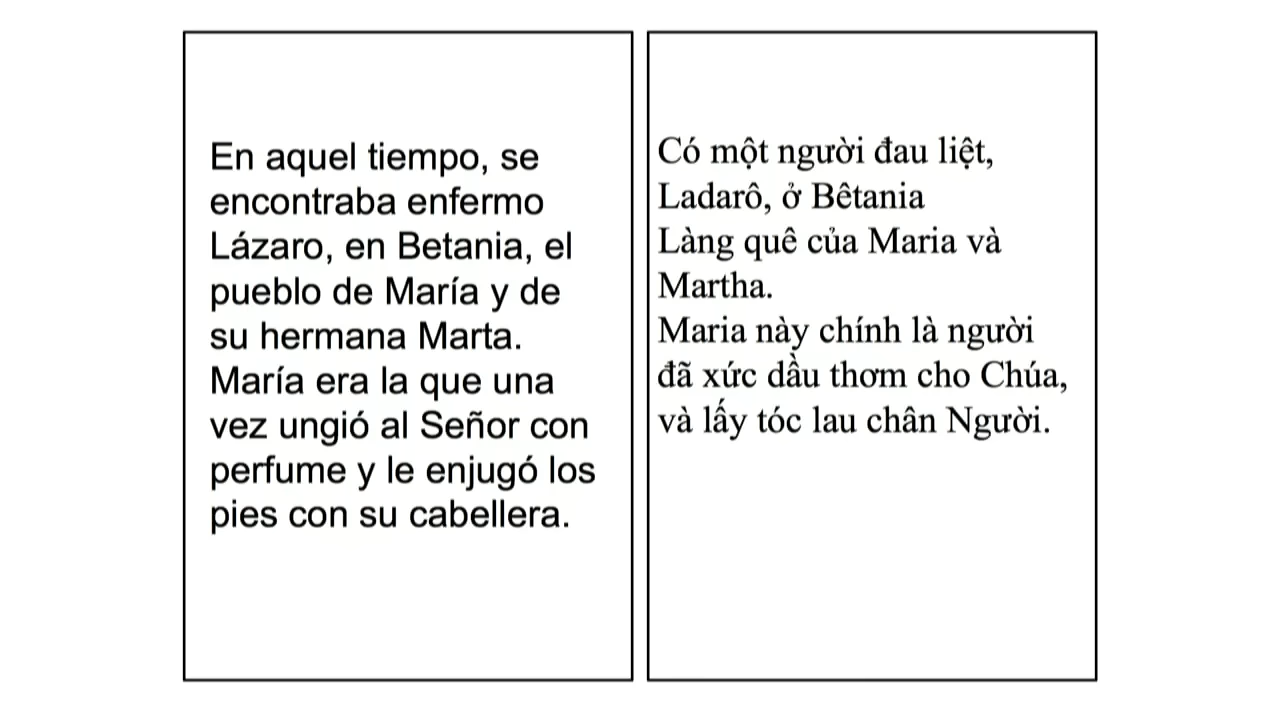 En aquel tiempo, se
encontraba enfermo
Lázaro, en Betania, el
pueblo de María y de
su hermana Marta.
María era la que una
vez ungió al Señor con
perfume y le enjugó los
pies con su cabellera.
Có một người đau liệt,
Ladarô, ở Bêtania
Làng quê của Maria và
Martha.
Maria này chính là người
đã xức dầu thơm cho Chúa,
và lấy tóc lau chân Người.